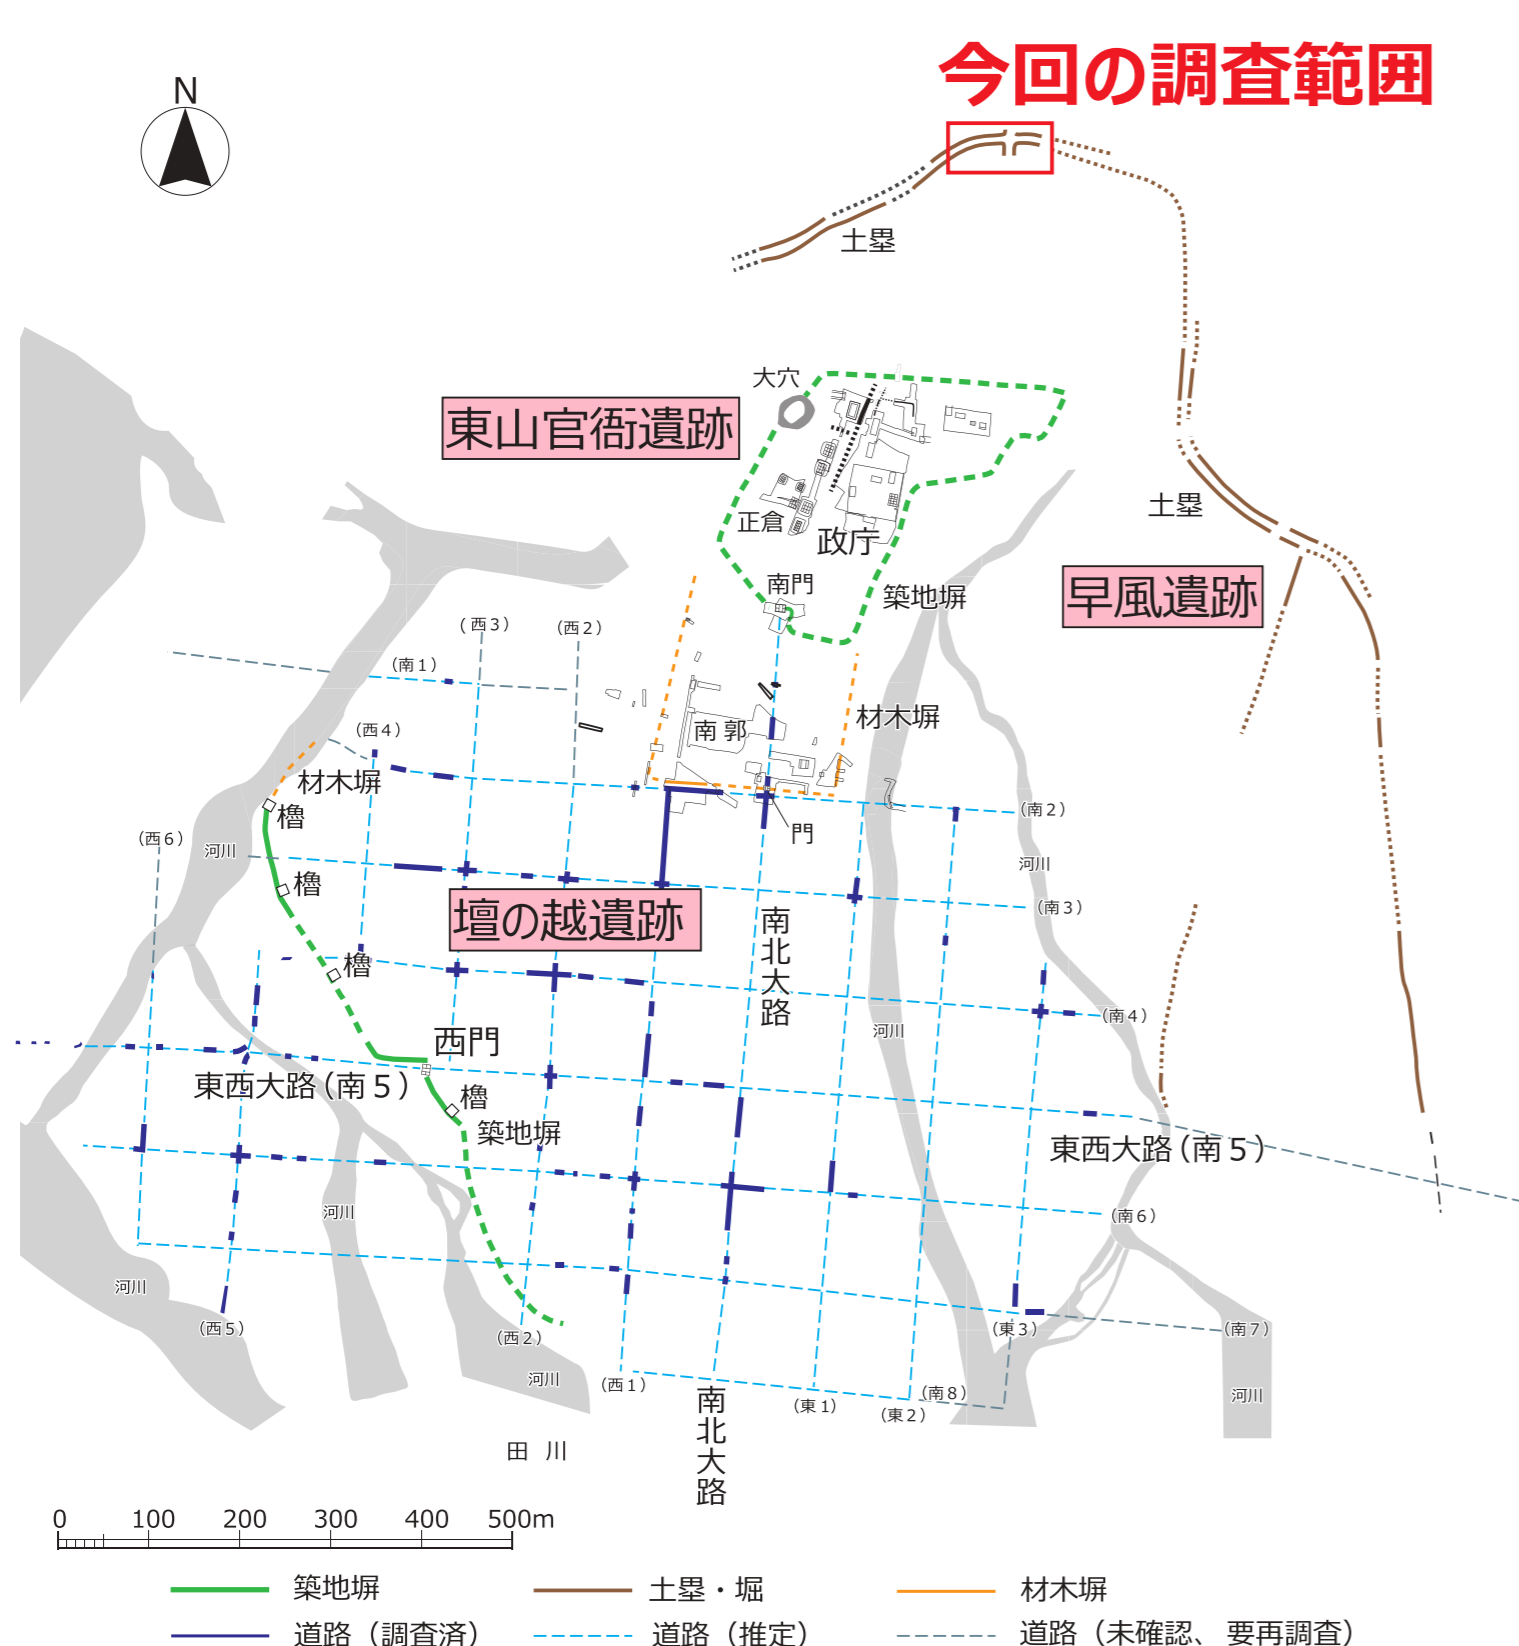 今回の調査範囲
N
土塁
大穴
東山官衙遺跡
正倉
政庁
土塁
南門
築地塀
早風遺跡
（西３）
（西２）
（南１）
材木塀
南郭
（西４）
材木塀
櫓
（南２）
門
（西６）
河川
河川
櫓
（南３）
壇の越遺跡
南北大路
櫓
（南４）
河川
西門
東西大路（南５）
櫓
築地塀
東西大路（南５）
河川
（南６）
河川
（西５）
（西２）
（東３）
（南７）
河川
（西１）
（南８）
河川
（東１）
（東２）
南北大路
田川
0 100 200 300 400 500m
築地塀 土塁・堀 材木塀
道路（調査済） 道路（推定） 道路（未確認、要再調査）